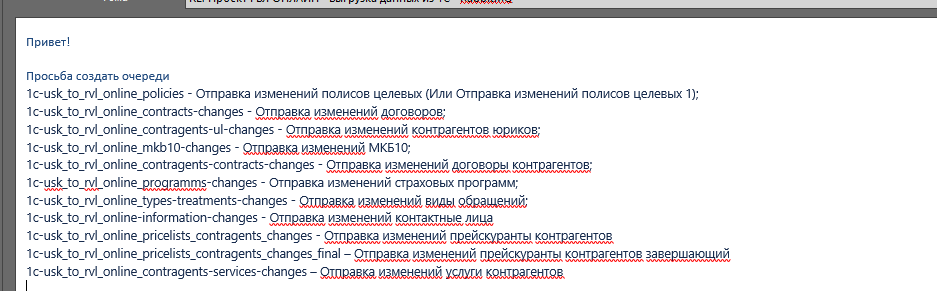 Привет!
Просьба создать очереди
1c-usk_to_rvl_online_policies - Отправка изменений полисов целевых (Или Отправка изменений полисов целевых 1);
1c-usk_to_rvl_online_contracts-changes - Отправка изменений договоров;
1c-usk_to_rvl_online_contragents-ul-changes - Отправка изменений контрагентов юриков;
1c-usk_to_rvl_online_mkb10-changes - Отправка изменений МКБ10;
1c-usk_to_rvl_online_contragents-contracts-changes - Отправка изменений договоры контрагентов;
1c-usk_to_rvl_online_programms-changes - Отправка изменений страховых программ;
1c-usk_to_rvl_online_types-treatments-changes - Отправка изменений виды обращений;
1c-usk_to_rvl_online-information-changes - Отправка изменений контактные лица
1c-usk_to_rvl_online_pricelists_contragents_changes - Отправка изменений прейскуранты контрагентов
1c-usk_to_rvl_online_pricelists_contragents_changes_final – Отправка изменений прейскуранты контрагентов завершающий
1c-usk_to_rvl_online_contragents-services-changes – Отправка изменений услуги контрагентов